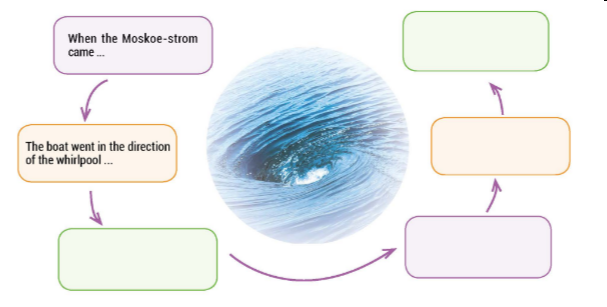 When the Moskoe-strom
came ...
The boat went in the direction
of the whirlpool ...